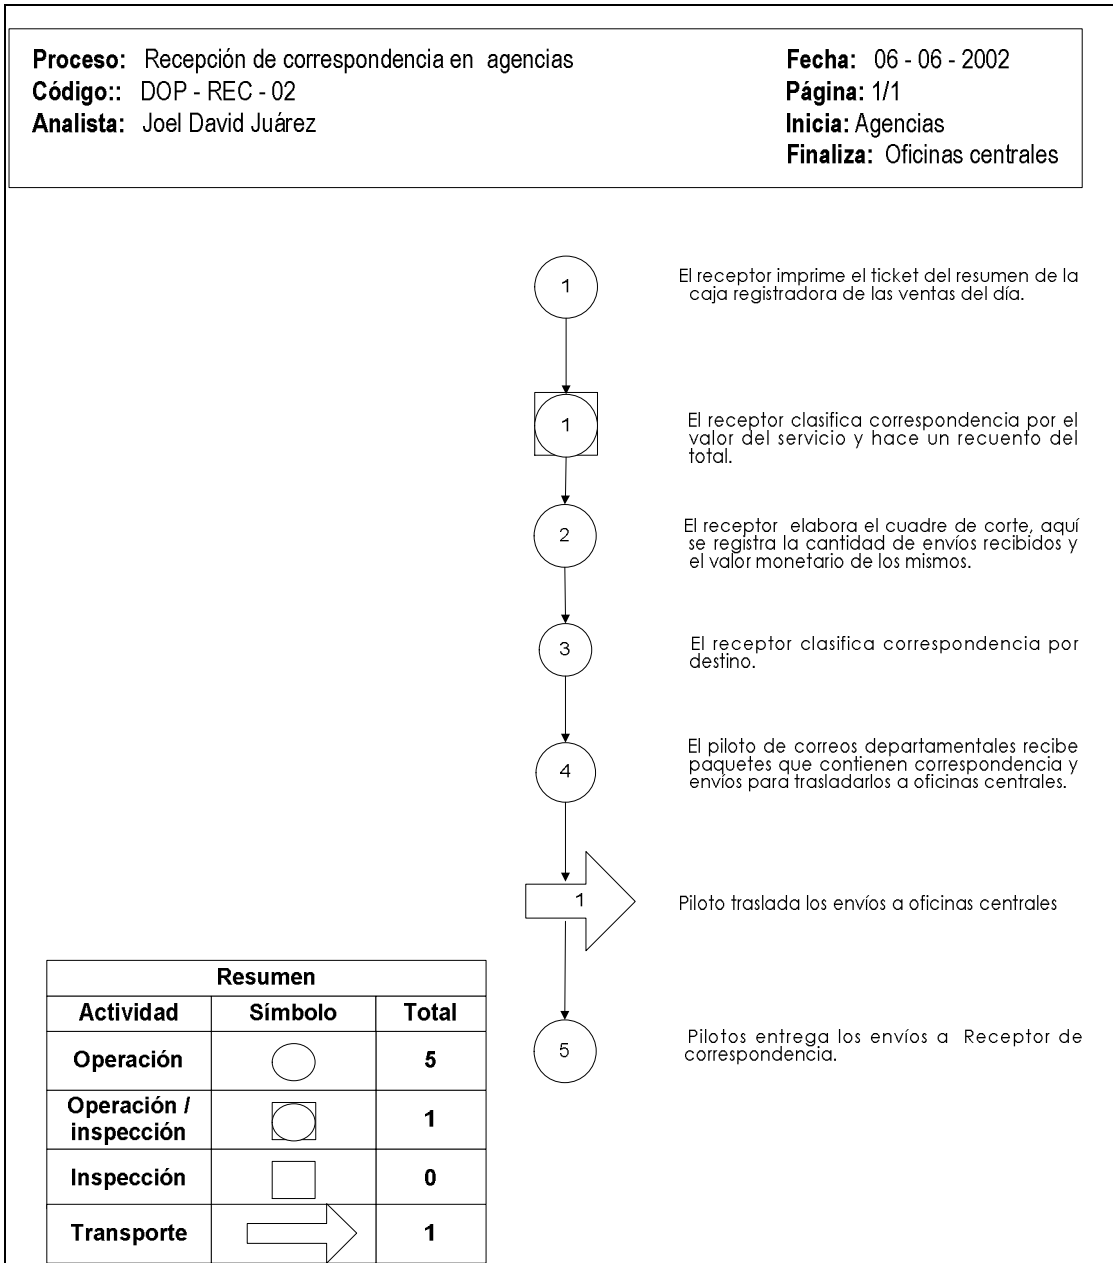 Proceso: Recepción de correspondencia en agencias
Código:: DOP - REC - 02
Analista: Joel David Juárez
Fecha: 06 - 06 - 2002
Página: 1/1
Inicia: Agencias
Finaliza: Oficinas centrales
1
El receptor imprime el ticket del resumen de la
caja registradora de las ventas del día.
1
El receptor clasifica correspondencia por el
valor del servicio y hace un recuento del
total.
2
El receptor elabora el cuadre de corte, aquí
se registra la cantidad de envíos recibidos y
el valor monetario de los mismos.
3
El receptor clasifica correspondencia por
destino.
4
El piloto de correos departamentales recibe
paquetes que contienen correspondencia y
envíos para trasladarlos a oficinas centrales.
1
Piloto traslada los envíos a oficinas centrales
5
Pilotos entrega los envíos a Receptor de
correspondencia.
Resumen
Actividad Símbolo Total
Operación 5
Operación /
inspección 1
Inspección 0
Transporte 1